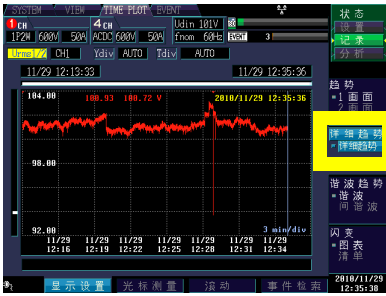 SYSTEM VIEW TIME PLOT EVENT
1CH 4CH Udin 101V
1P2W 600V 50A ACDC 600V 50A fnom 60Hz EVENT 3
Urms1/2 CH1 Ydiv AUTO Tdiv AUTO
11/29 12:13:33 11/29 12:35:36
104.00 100.93 100.72 V 2010/11/29 12:35:36
98.00
92.00 3 min/div
11/29 11/29 11/29 11/29 11/29 11/29 11/29
12:16 12:19 12:22 12:25 12:28 12:31 12:34
状态
设置
记录
分析
趋势
1画面
2画面
详细趋势
详细趋势
谐波趋势
谐波
间谐波
闪变
图表
清单
显示设置 光标测量 滚动 事件检索
2010/11/29
12:35:38